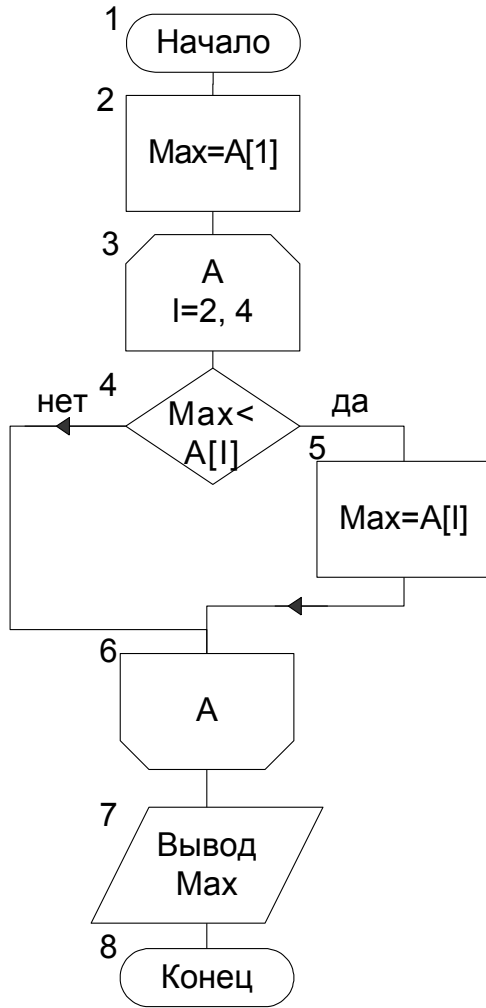 1
Начало
2
Max=A[1]
3
A
I=2, 4
4
нет
Max<
A[I]
да
5
Max=A[I]
6
A
7
Вывод
Max
8
Конец